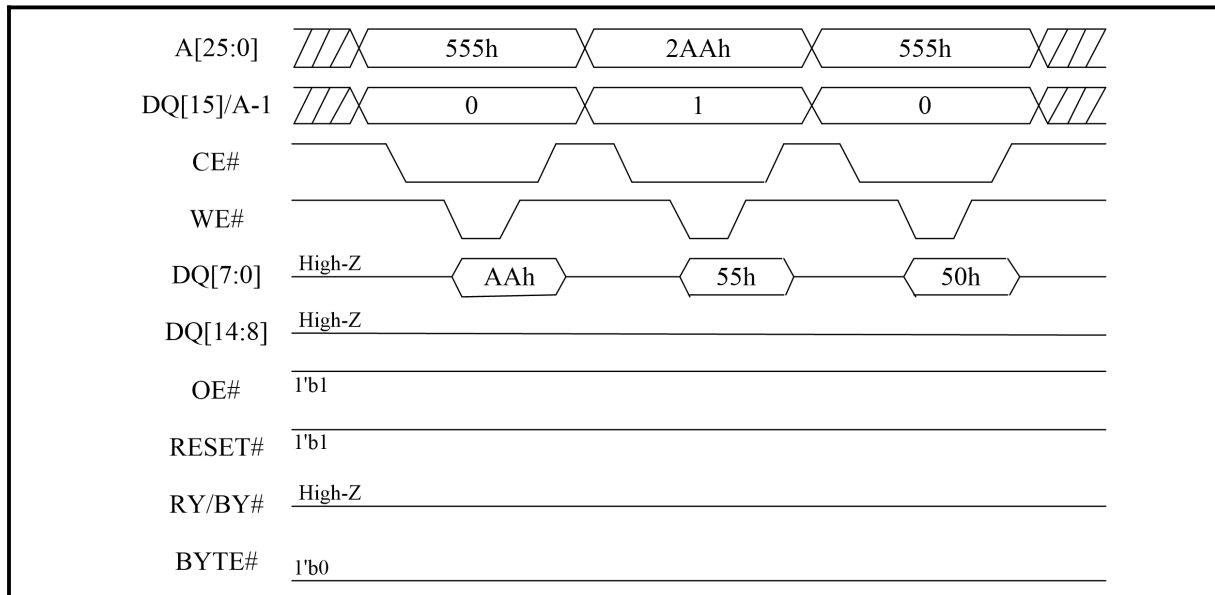 A[25:0] 555h 2AAh 555h
DQ[15]/A-1 0 1 0
CE#
WE#
DQ[7:0] High-Z AAh 55h 50h
DQ[14:8] High-Z
OE# 1'b1
RESET# 1'b1
RY/BY# High-Z
BYTE# 1'b0